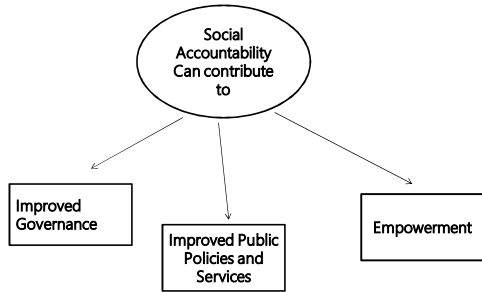 Social
Accountability
Can contribute
to
Improved
Governance
Improved Public
Policies and
Services
Empowerment